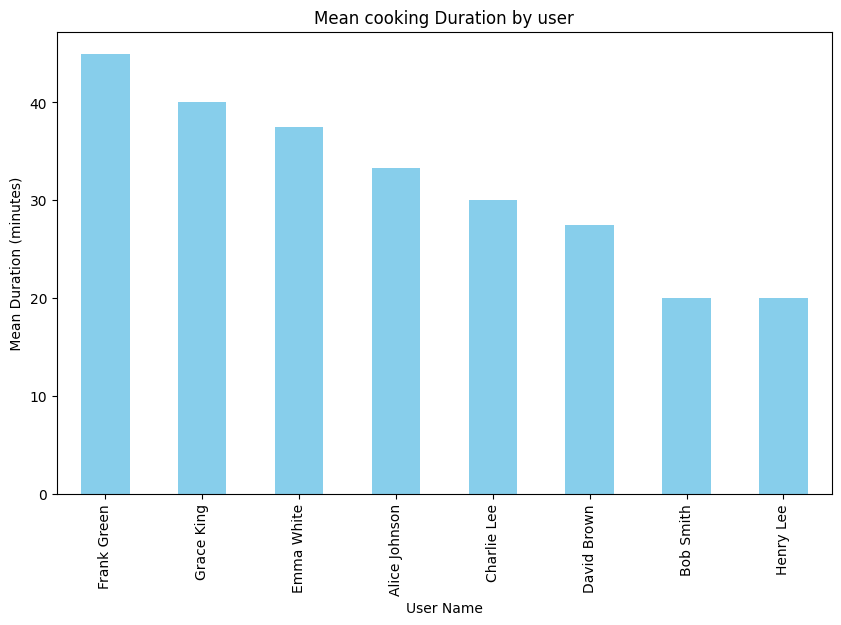 Mean cooking Duration by user
Mean Duration (minutes)
40
30
20
10
0
Frank Green
Grace King
Emma White
Alice Johnson
Charlie Lee
David Brown
Bob Smith
Henry Lee
User Name